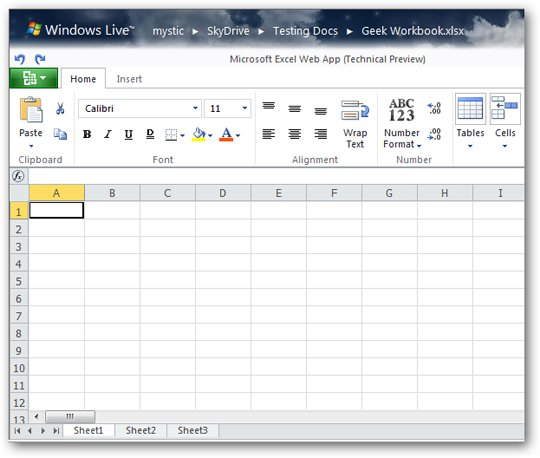 Windows Live™ mystic ▸ SkyDrive ▸ Testing Docs ▸ Geek Workbook.xlsx
Microsoft Excel Web App (Technical Preview)
Home Insert
Calibri 11 ABC 123 .00 .00
Paste B I U D A Wrap Text Number Format Tables Cells
Clipboard Font Alignment Number
fx
A B C D E F G H I
1
2
3
4
5
6
7
8
9
10
11
12
13
Sheet1 Sheet2 Sheet3